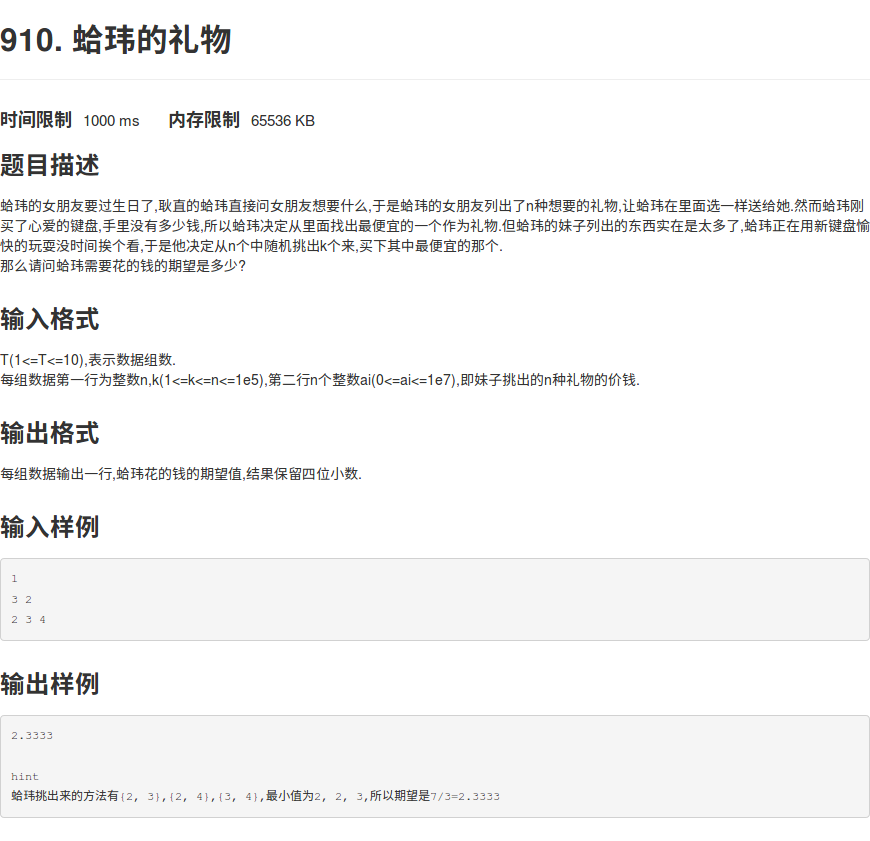 910. 蛤玮的礼物
时间限制 1000 ms 内存限制 65536 KB
题目描述
蛤玮的女朋友要过生日了,耿直的蛤玮直接问女朋友想要什么,于是蛤玮的女朋友列出了n种想要的礼物,让蛤玮在里面选一样送给她.然而蛤玮刚
买了心爱的键盘,手里没有多少钱,所以蛤玮决定从里面找出最便宜的一个作为礼物.但蛤玮的妹子列出的东西实在是太多了,蛤玮正在用新键盘愉
快的玩耍没时间挨个看,于是他决定从n个中随机挑出k个来,买下其中最便宜的那个.
那么请问蛤玮需要花的钱的期望是多少?
输入格式
T(1<=T<=10),表示数据组数.
每组数据第一行为整数n,k(1<=k<=n<=1e5),第二行n个整数ai(0<=ai<=1e7),即妹子挑出的n种礼物的价钱.
输出格式
每组数据输出一行,蛤玮花的钱的期望值,结果保留四位小数.
输入样例
1
3 2
2 3 4
输出样例
2.3333
hint
蛤玮挑出来的方法有{2, 3},{2, 4},{3, 4},最小值为2, 2, 3,所以期望是7/3=2.3333